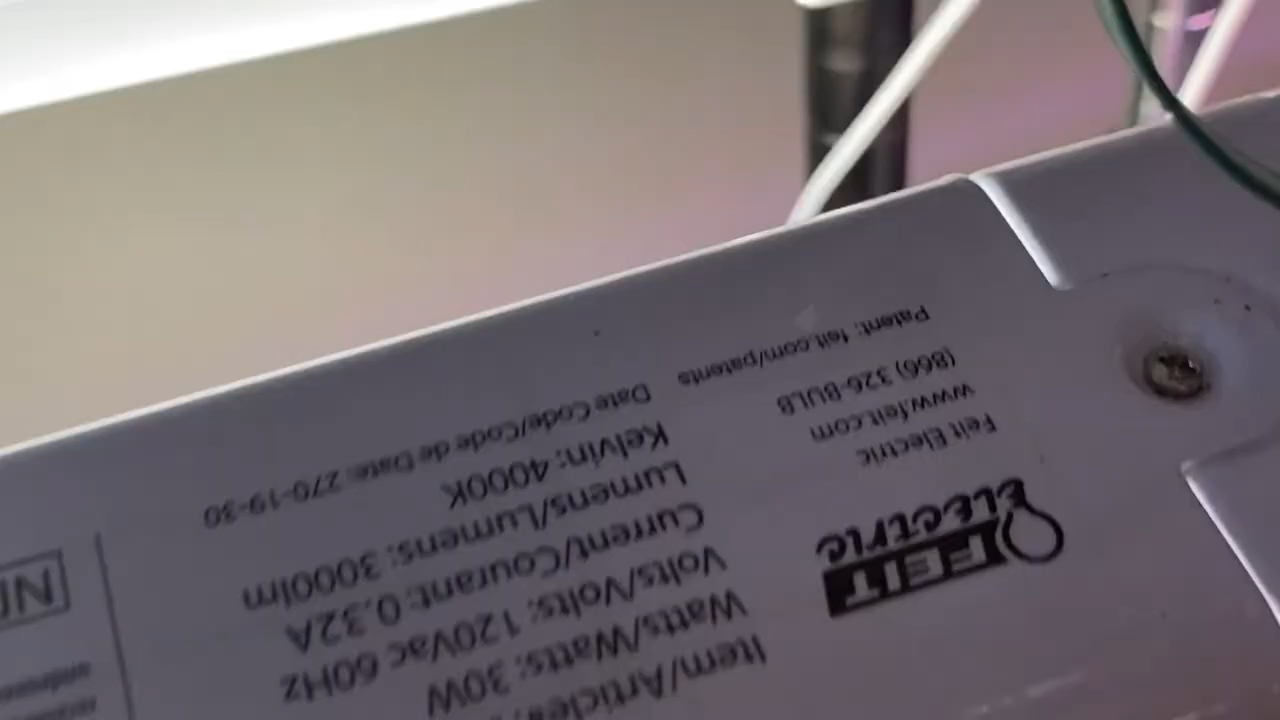 FEIT
ELECTRIC
Feit Electric
www.feit.com
(866) 326-BULB
Patent: feit.com/patents
Item/Articles:
Watts/Watts: 30W
Volts/Volts: 120Vac 60Hz
Current/Courant: 0.32A
Lumens/Lumens: 3000lm
Kelvin: 4000K
Date Code/Code de Date: 270-19-30